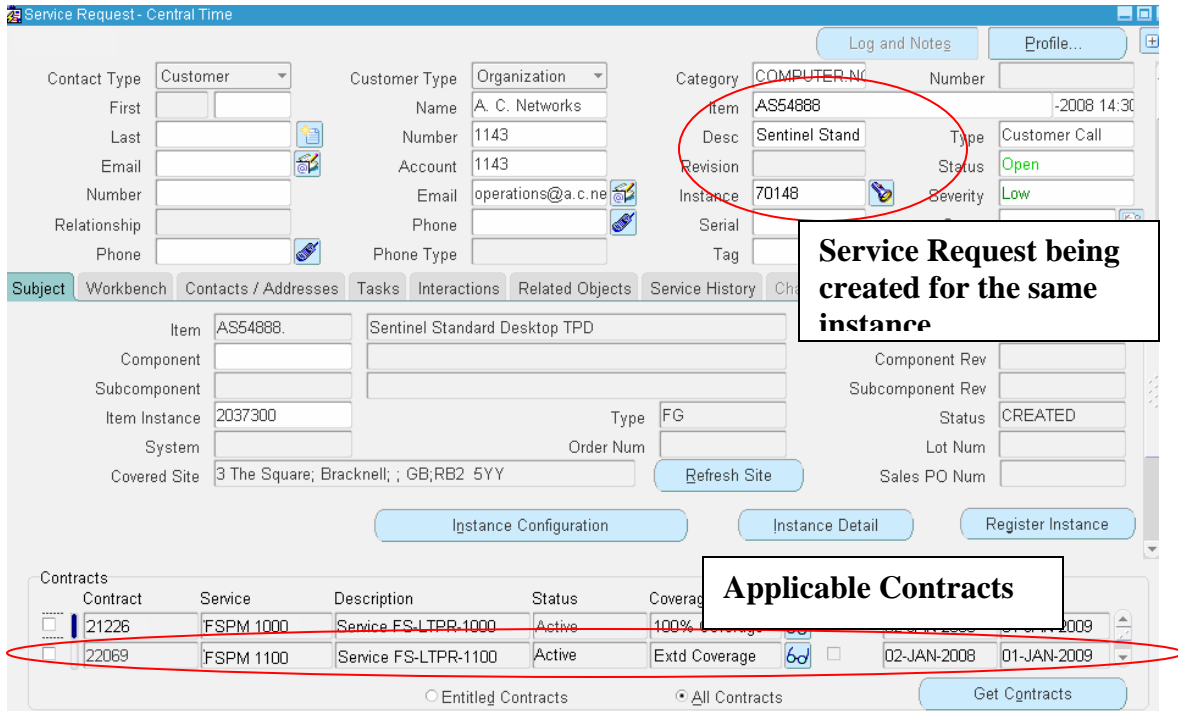 Service Request - Central Time
Log and Notes Profile...
Contact Type Customer Customer Type Organization Category COMPUTER.NO Number
First Name A. C. Networks Item AS54888 -2008 14:30
Last Number 1143 Desc Sentinel Stand Type Customer Call
Email Account 1143 Revision Status Open
Number Email operations@a.c.ne Instance 70148 Severity Low
Relationship Phone Serial
Phone Phone Type Tag
Service Request being
created for the same
instance
Subject Workbench Contacts / Addresses Tasks Interactions Related Objects Service History Cha
Item AS54888. Sentinel Standard Desktop TPD
Component Component Rev
Subcomponent Subcomponent Rev
Item Instance 2037300 Type FG Status CREATED
System Order Num Lot Num
Covered Site 3 The Square; Bracknell; ; GB;RB2 5YY Refresh Site Sales PO Num
Instance Configuration Instance Detail Register Instance
Applicable Contracts
Contracts
Contract Service Description Status Coverag
21226 FSPM 1000 Service FS-LTPR-1000 Active 100% Coverage 02-JAN-2008 01-JAN-2009
22069 FSPM 1100 Service FS-LTPR-1100 Active Extd Coverage 02-JAN-2008 01-JAN-2009
Entitled Contracts All Contracts Get Contracts